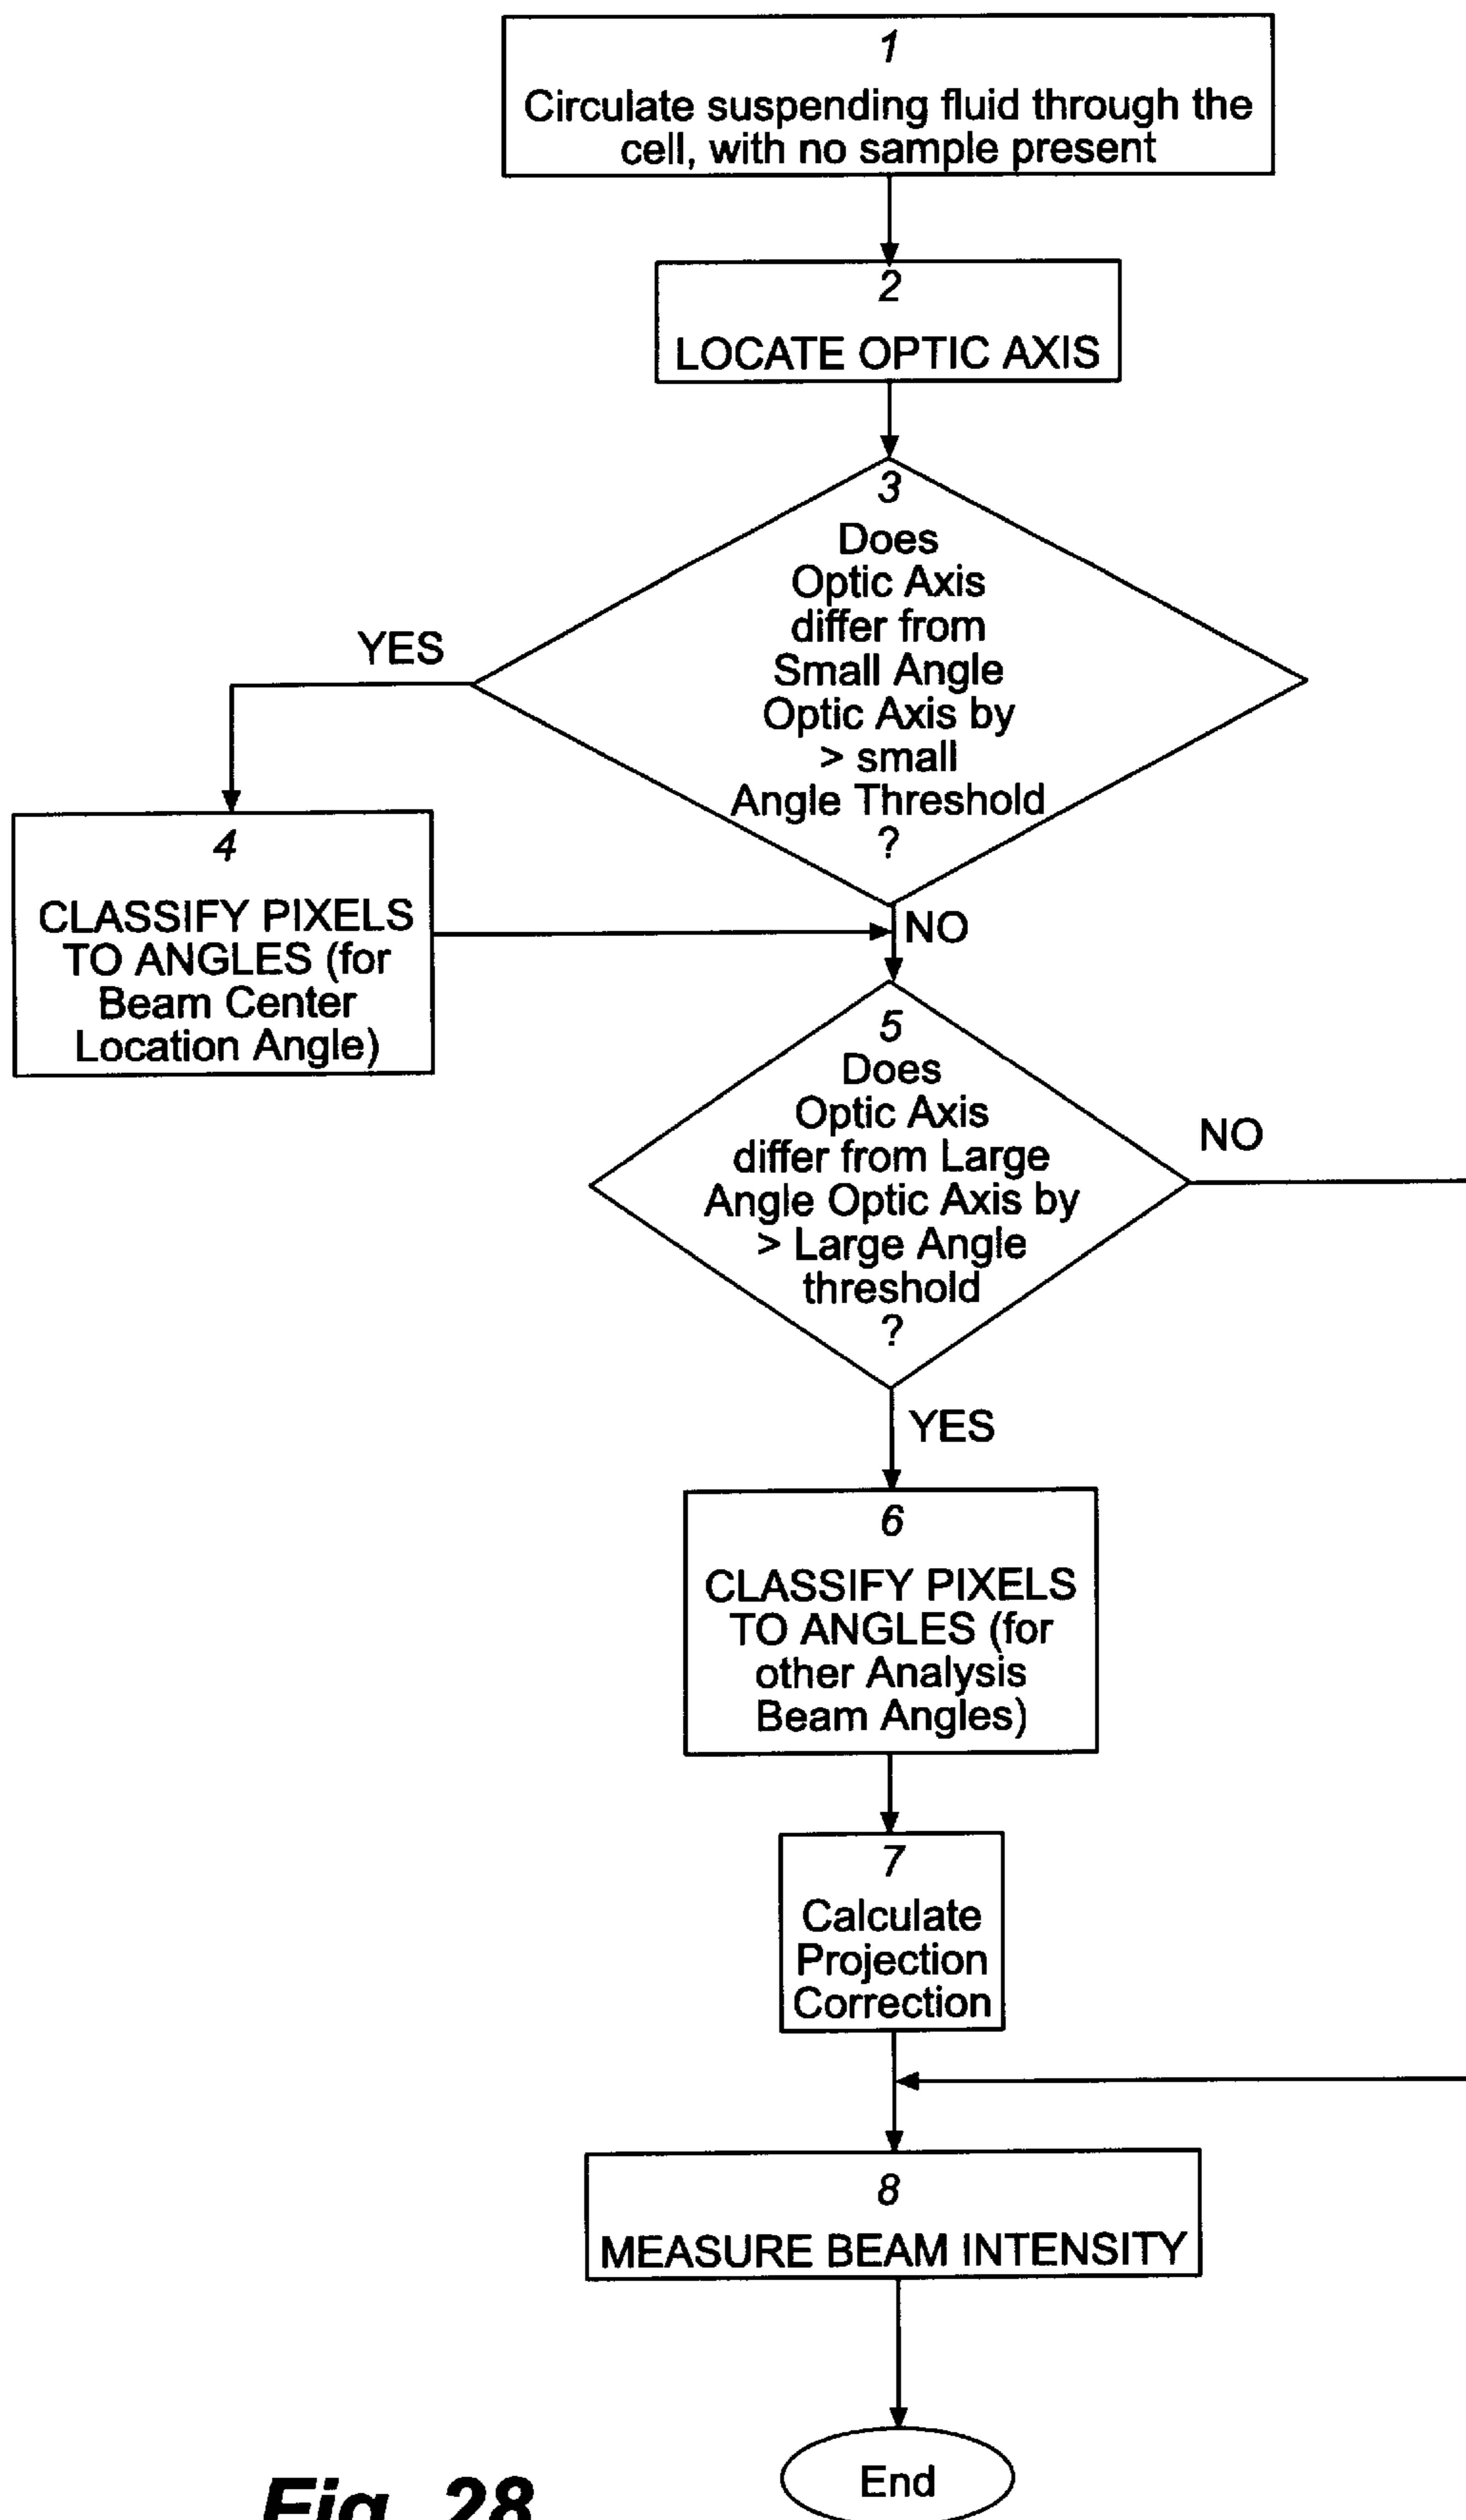 1
Circulate suspending fluid through the
cell, with no sample present
2
LOCATE OPTIC AXIS
3
Does
Optic Axis
differ from
Small Angle
Optic Axis by
> small
Angle Threshold
?
YES
NO
4
CLASSIFY PIXELS
TO ANGLES (for
Beam Center
Location Angle)
5
Does
Optic Axis
differ from Large
Angle Optic Axis by
> Large Angle
threshold
?
NO
YES
6
CLASSIFY PIXELS
TO ANGLES (for
other Analysis
Beam Angles)
7
Calculate
Projection
Correction
8
MEASURE BEAM INTENSITY
End
Fig. 28